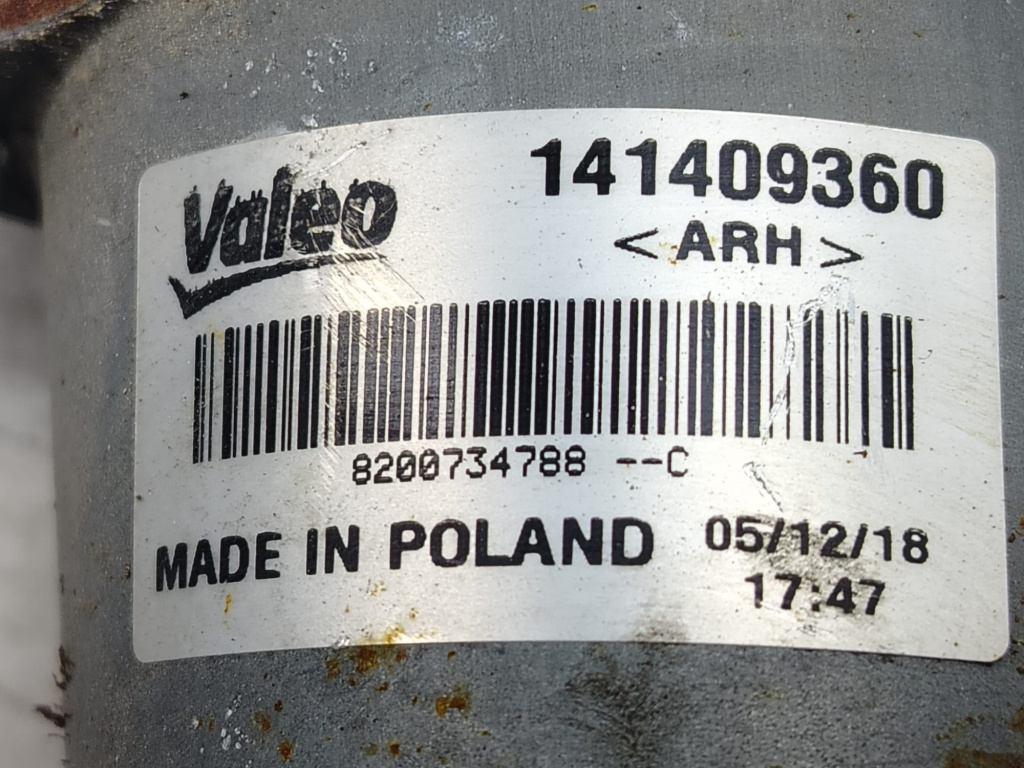 Valeo
141409360
<ARH>
8200734788 --C
MADE IN POLAND
05/12/18
17:47